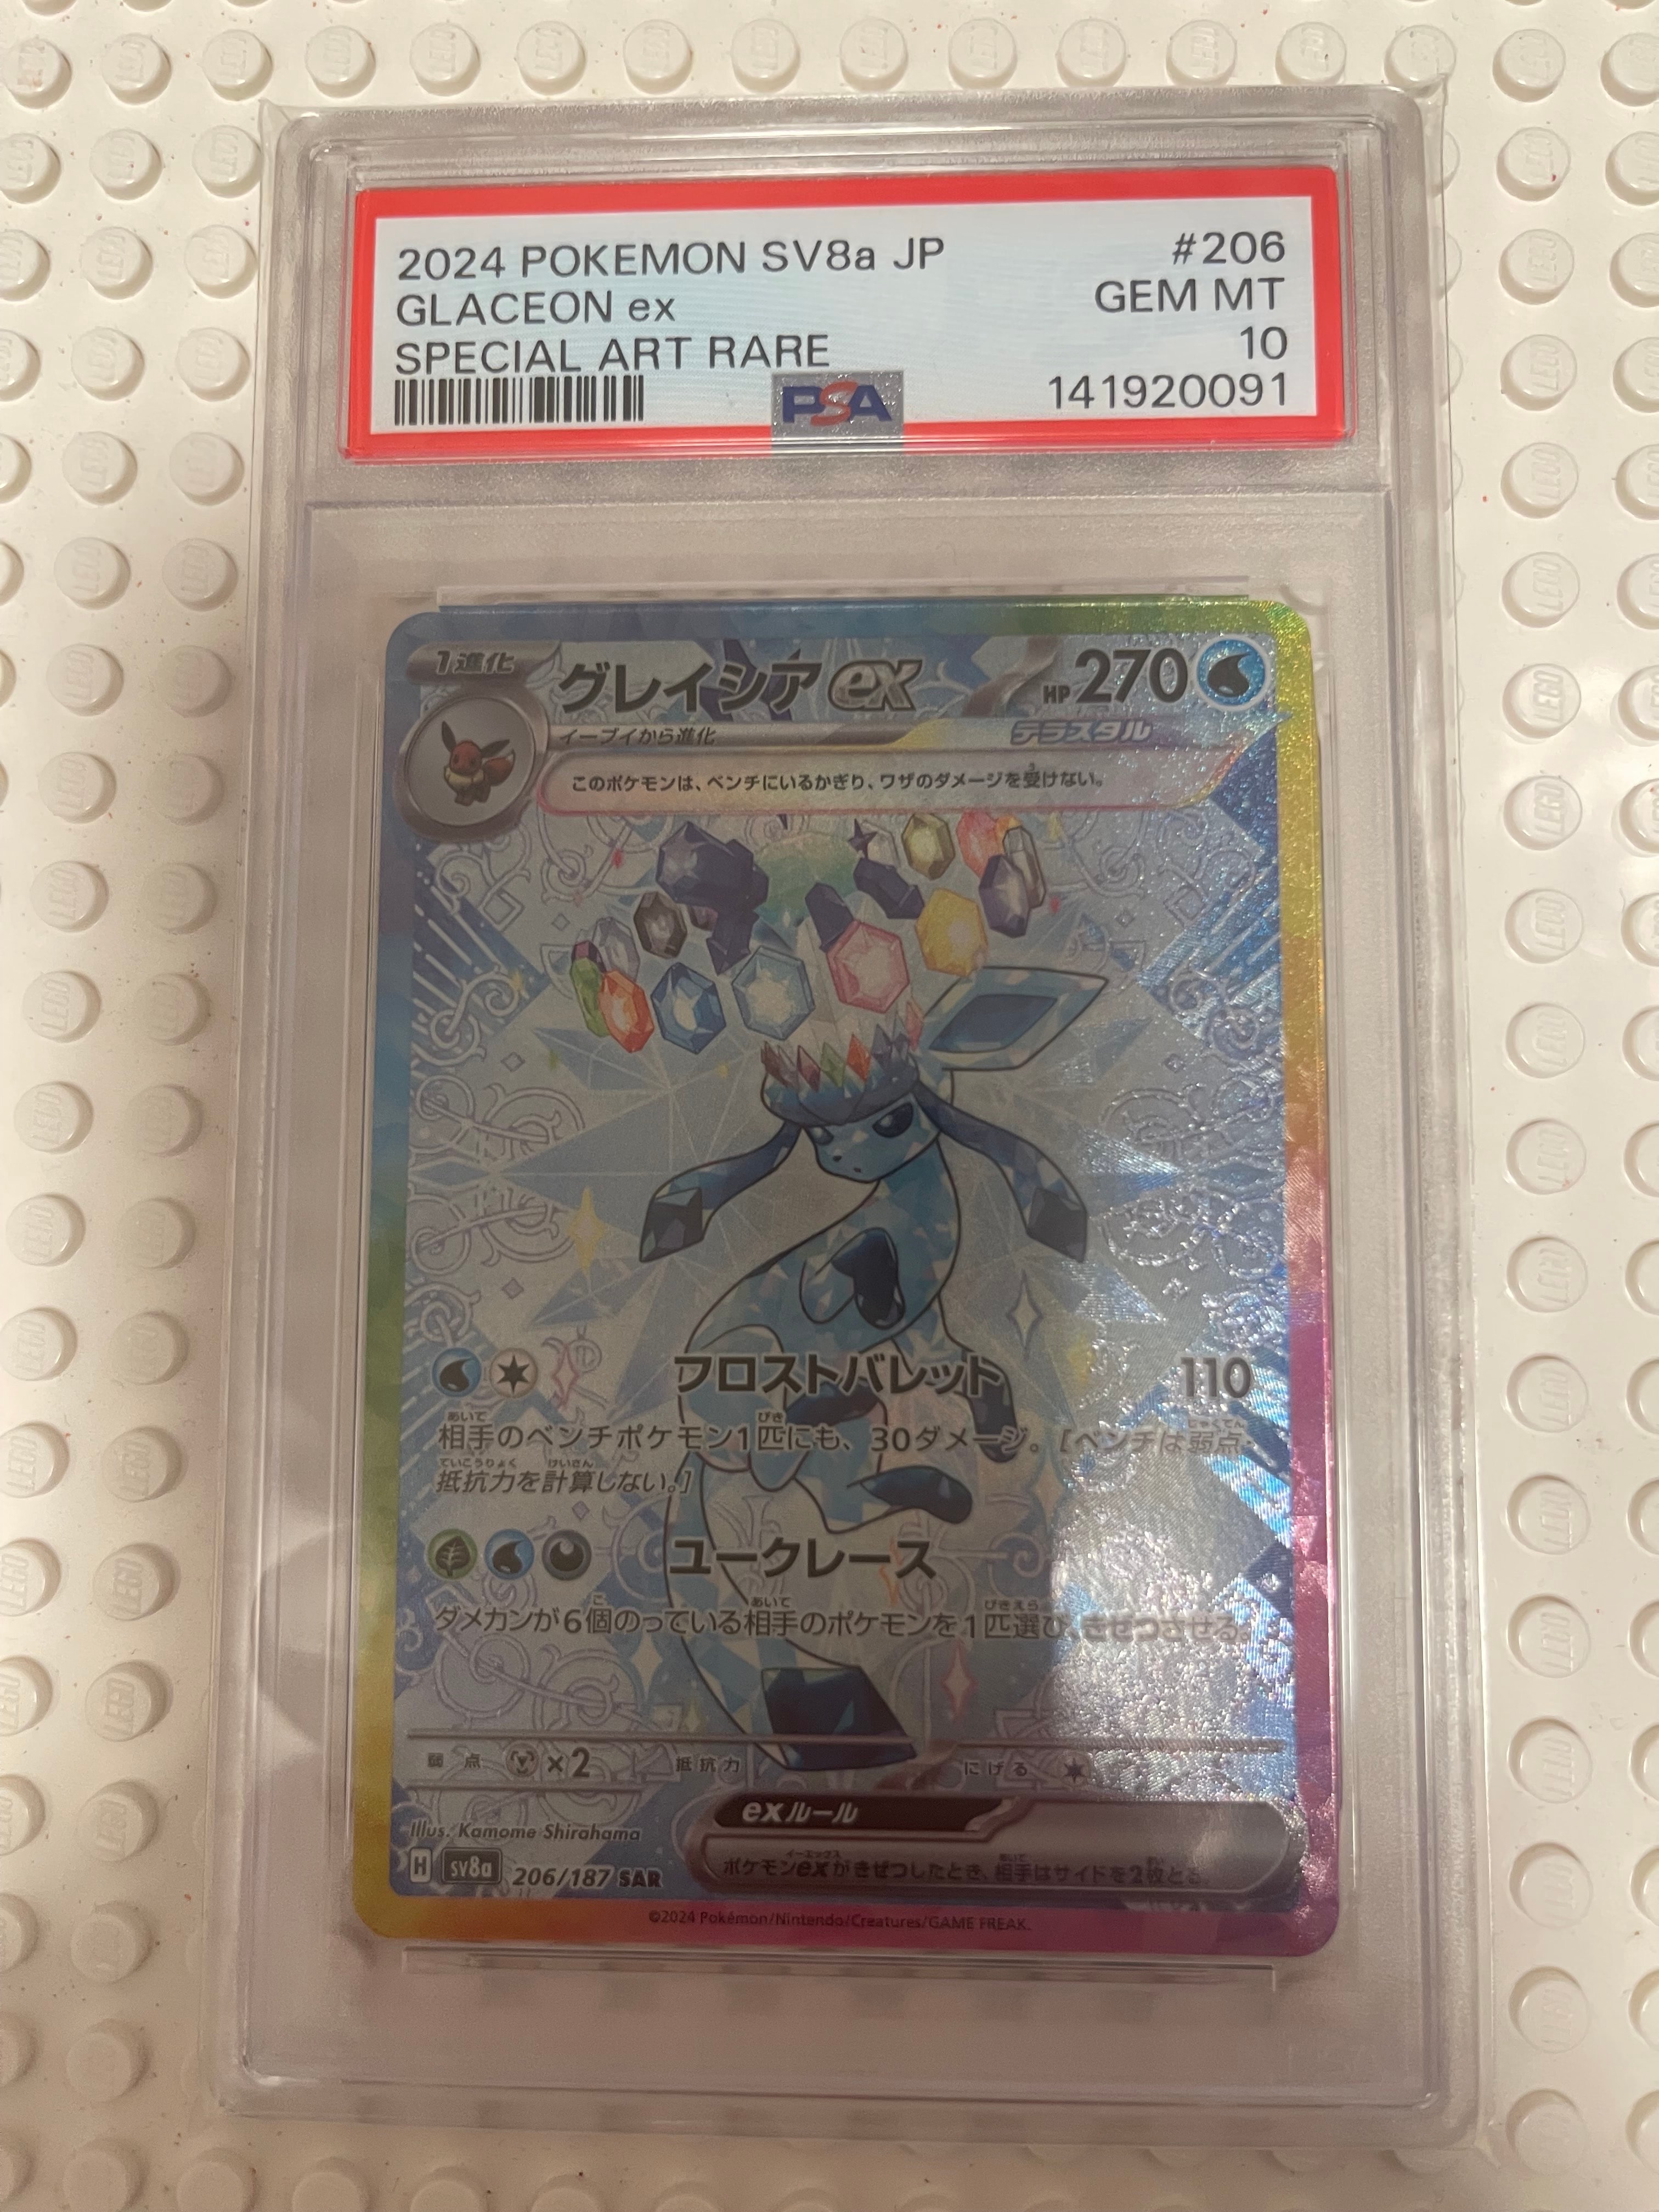 2024 POKEMON SV8a JP #206
GLACEON ex GEM MT
SPECIAL ART RARE 10
PSA 141920091
1進化 グレイシアex HP270
イーブイから進化 テラスタル
このポケモンは、ベンチにいるかぎり、ワザのダメージを受けない。
フロストバレット 110
相手のベンチポケモン1匹にも、30ダメージ。[ベンチは弱点・
抵抗力を計算しない。]
ユークレース
ダメカンが6個のっている相手のポケモンを1匹選び、きぜつさせる。
弱点 ×2 抵抗力 にげる
exルール
Illus. Kamome Shirahama
ポケモンexがきぜつしたとき、相手はサイドを2枚とる。
H SV8a 206/187 SAR
©2024 Pokémon/Nintendo/Creatures/GAME FREAK.